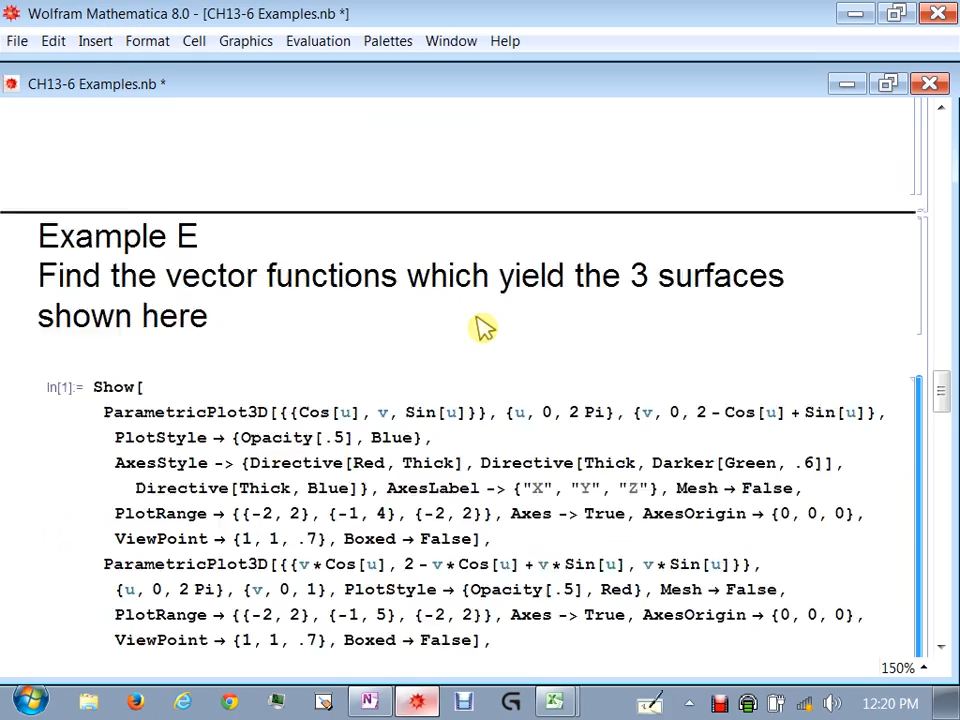 Wolfram Mathematica 8.0 - [CH13-6 Examples.nb *]
File Edit Insert Format Cell Graphics Evaluation Palettes Window Help
CH13-6 Examples.nb *
Example E
Find the vector functions which yield the 3 surfaces
shown here
In[1]:= Show[
ParametricPlot3D[{{Cos[u], v, Sin[u]}}, {u, 0, 2 Pi}, {v, 0, 2 - Cos[u] + Sin[u]},
PlotStyle → {Opacity[.5], Blue},
AxesStyle -> {Directive[Red, Thick], Directive[Thick, Darker[Green, .6]],
Directive[Thick, Blue]}, AxesLabel -> {"X", "Y", "Z"}, Mesh → False,
PlotRange → {{-2, 2}, {-1, 4}, {-2, 2}}, Axes -> True, AxesOrigin → {0, 0, 0},
ViewPoint → {1, 1, .7}, Boxed → False],
ParametricPlot3D[{{v * Cos[u], 2 - v * Cos[u] + v * Sin[u], v * Sin[u]}},
{u, 0, 2 Pi}, {v, 0, 1}, PlotStyle → {Opacity[.5], Red}, Mesh → False,
PlotRange → {{-2, 2}, {-1, 5}, {-2, 2}}, Axes -> True, AxesOrigin → {0, 0, 0},
ViewPoint → {1, 1, .7}, Boxed → False],
150%
12:20 PM